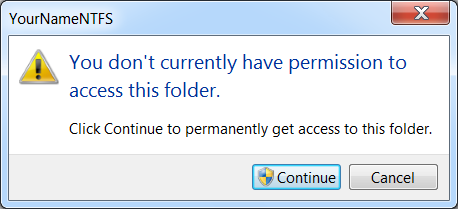 YourNameNTFS
You don't currently have permission to
access this folder.
Click Continue to permanently get access to this folder.
Continue
Cancel